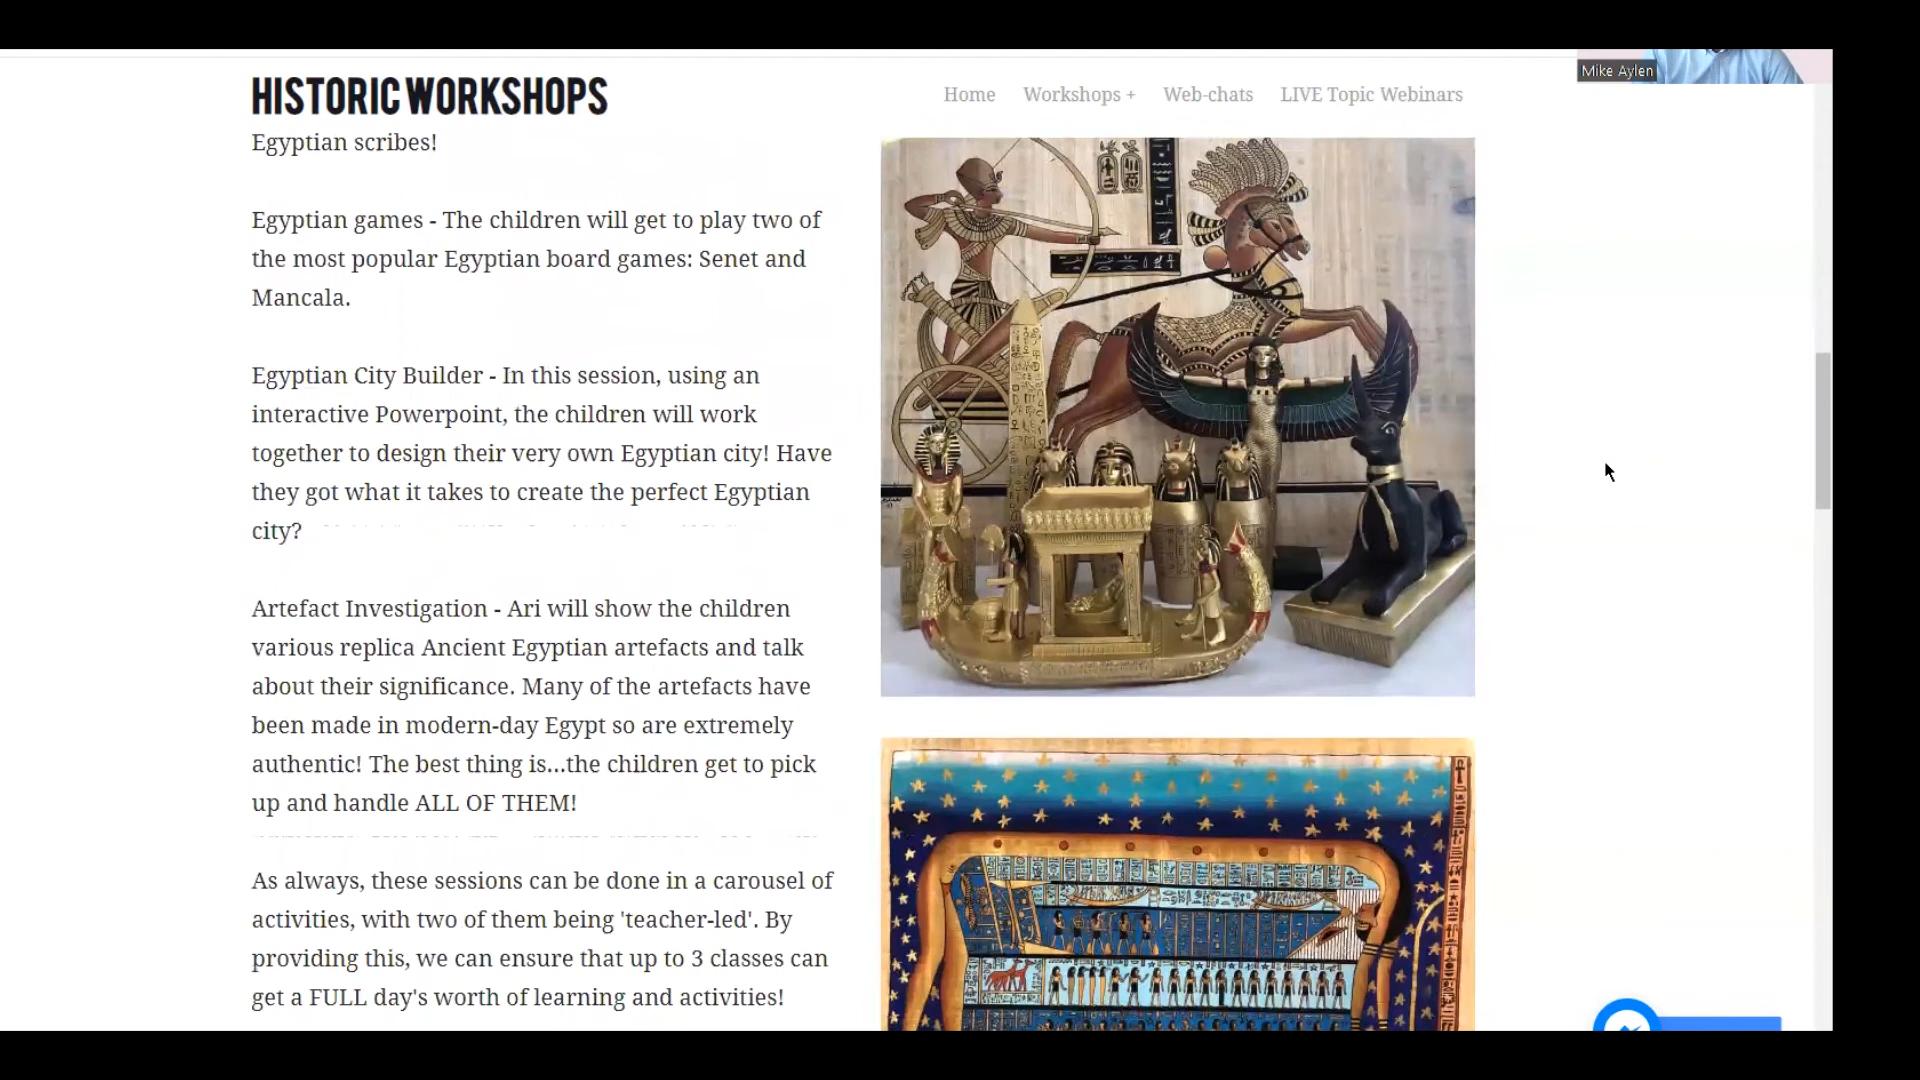 Mike Aylen
HISTORIC WORKSHOPS
Home Workshops + Web-chats LIVE Topic Webinars
Egyptian scribes!
Egyptian games - The children will get to play two of
the most popular Egyptian board games: Senet and
Mancala.
Egyptian City Builder - In this session, using an
interactive Powerpoint, the children will work
together to design their very own Egyptian city! Have
they got what it takes to create the perfect Egyptian
city?
Artefact Investigation - Ari will show the children
various replica Ancient Egyptian artefacts and talk
about their significance. Many of the artefacts have
been made in modern-day Egypt so are extremely
authentic! The best thing is...the children get to pick
up and handle ALL OF THEM!
As always, these sessions can be done in a carousel of
activities, with two of them being 'teacher-led'. By
providing this, we can ensure that up to 3 classes can
get a FULL day's worth of learning and activities!